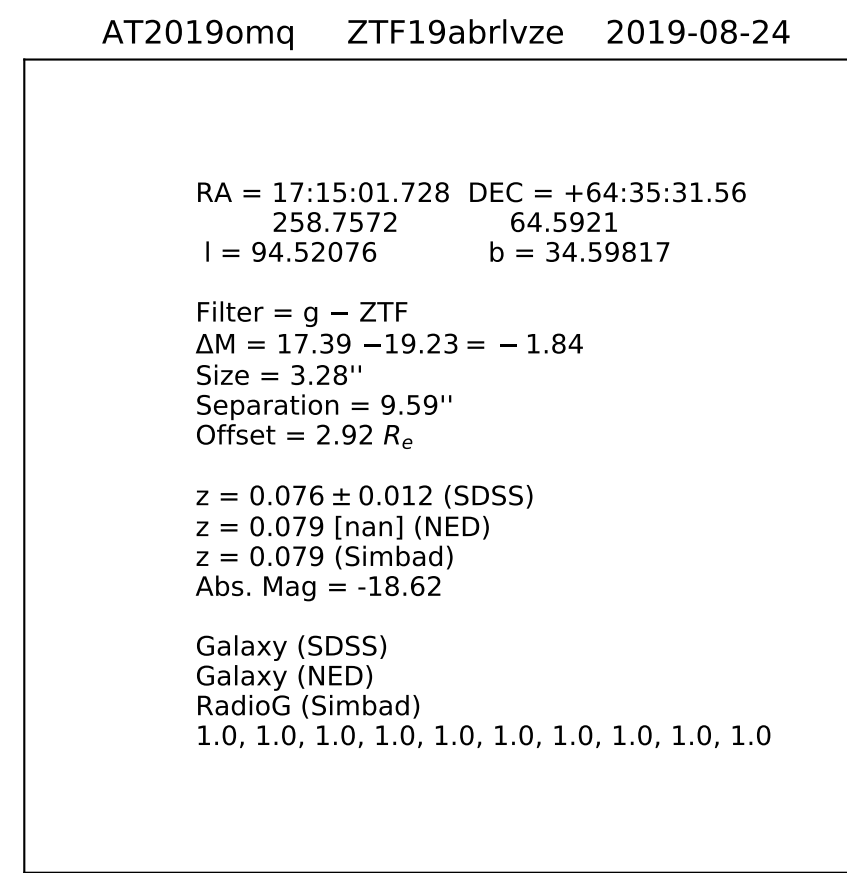 AT2019omq ZTF19abrlvze 2019-08-24
RA = 17:15:01.728 DEC = +64:35:31.56
258.7572 64.5921
l = 94.52076 b = 34.59817
Filter = g − ZTF
ΔM = 17.39 −19.23 = − 1.84
Size = 3.28''
Separation = 9.59''
Offset = 2.92 Rₑ
z = 0.076 ± 0.012 (SDSS)
z = 0.079 [nan] (NED)
z = 0.079 (Simbad)
Abs. Mag = -18.62
Galaxy (SDSS)
Galaxy (NED)
RadioG (Simbad)
1.0, 1.0, 1.0, 1.0, 1.0, 1.0, 1.0, 1.0, 1.0, 1.0